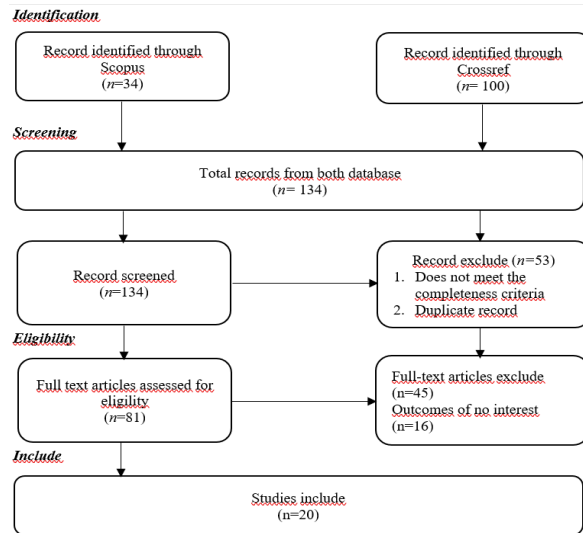 Identification
Record identified through
Scopus
(n=34)
Record identified through
Crossref
(n= 100)
Screening
Total records from both database
(n= 134)
Record screened
(n=134)
Record exclude (n=53)
1. Does not meet the
completeness criteria
2. Duplicate record
Eligibility
Full text articles assessed for
eligility
(n=81)
Full-text articles exclude
(n=45)
Outcomes of no interest
(n=16)
Include
Studies include
(n=20)